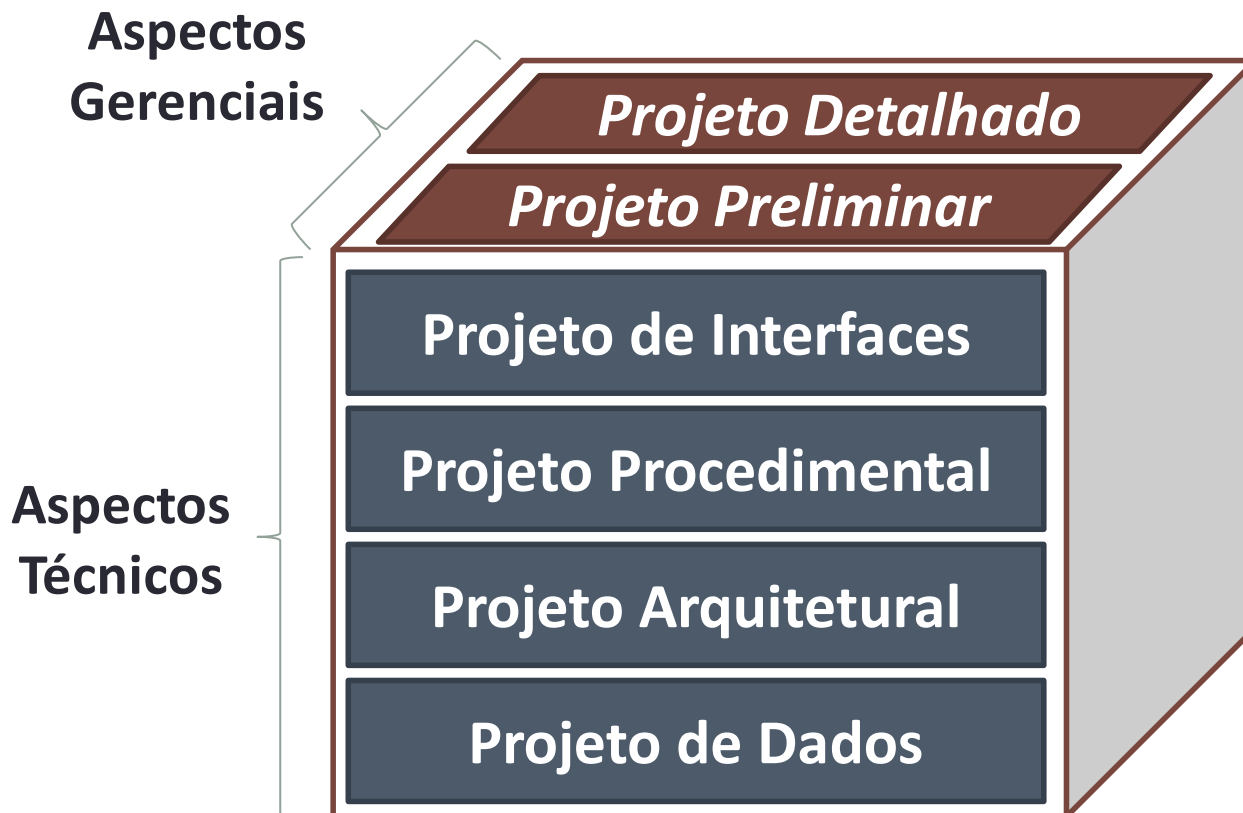 Aspectos
Gerenciais
Projeto Detalhado
Projeto Preliminar
Projeto de Interfaces
Projeto Procedimental
Aspectos
Técnicos
Projeto Arquitetural
Projeto de Dados